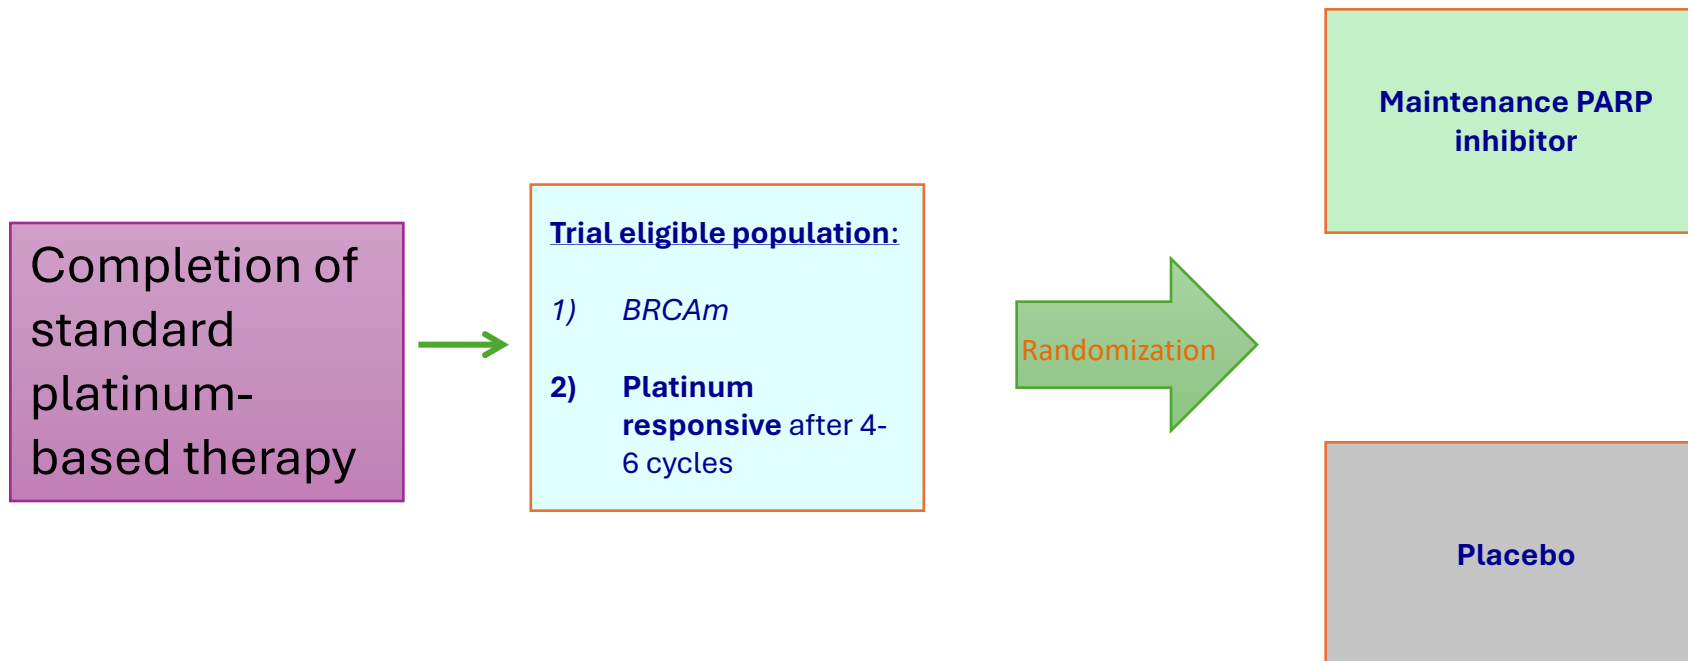 Completion of
standard
platinum-
based therapy
Trial eligible population:
1) BRCAm
2) Platinum
responsive after 4-
6 cycles
Randomization
Maintenance PARP
inhibitor
Placebo